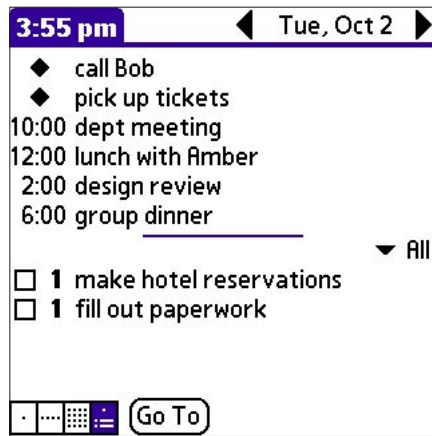 3:55 pm Tue, Oct 2
call Bob
pick up tickets
10:00 dept meeting
12:00 lunch with Amber
2:00 design review
6:00 group dinner
All
1 make hotel reservations
1 fill out paperwork
Go To